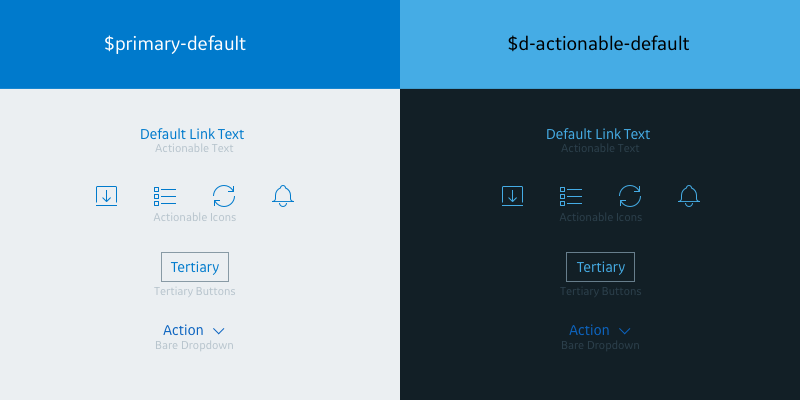 $primary-default
Default Link Text
Actionable Text
Actionable Icons
Tertiary
Tertiary Buttons
Action
Bare Dropdown
$d-actionable-default
Default Link Text
Actionable Text
Actionable Icons
Tertiary
Tertiary Buttons
Action
Bare Dropdown